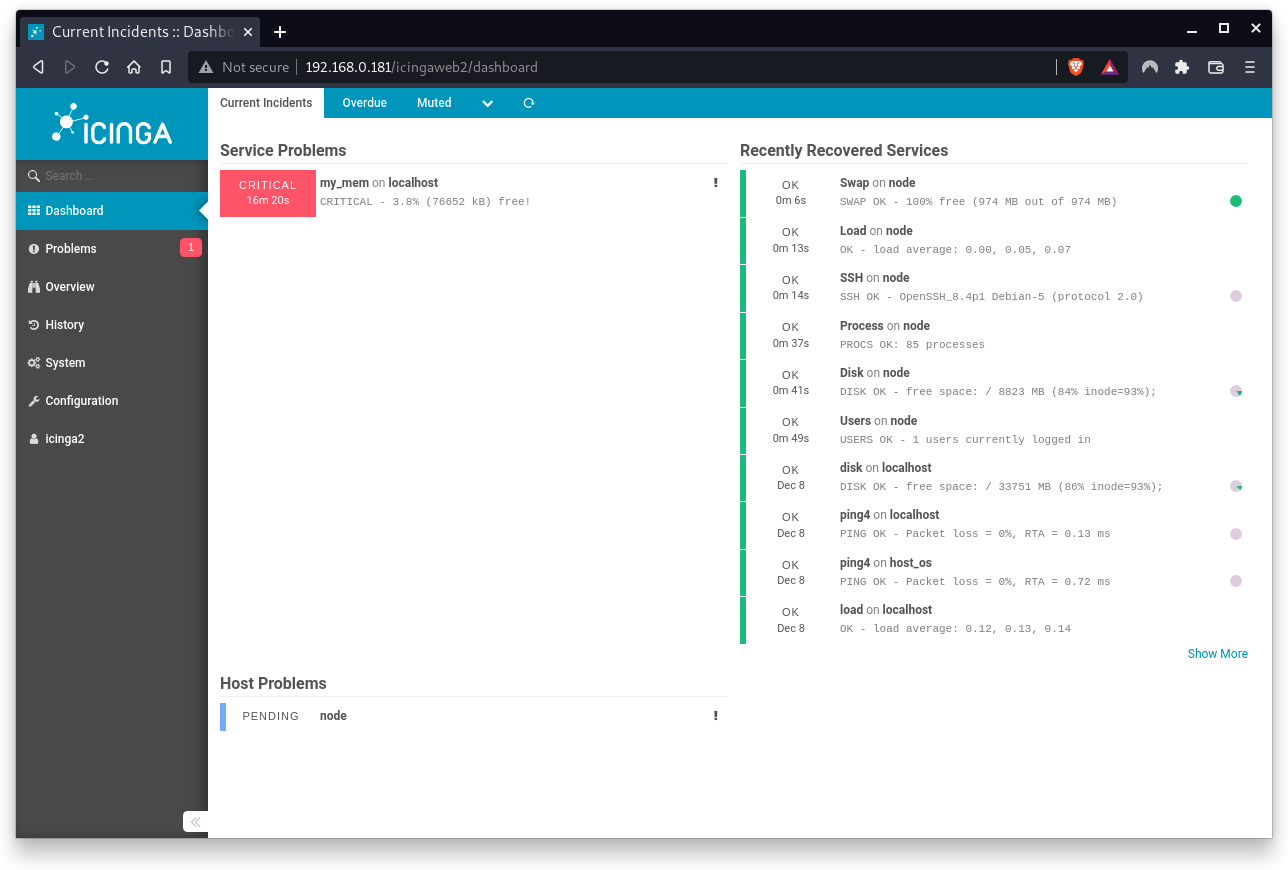 Current Incidents :: Dashbo
Not secure 192.168.0.181/icingaweb2/dashboard
ICINGA
Search ...
Dashboard
Problems 1
Overview
History
System
Configuration
icinga2
Current Incidents Overdue Muted
Service Problems
CRITICAL my_mem on localhost
16m 20s CRITICAL - 3.8% (76652 kB) free!
Host Problems
PENDING node
Recently Recovered Services
OK Swap on node
0m 6s SWAP OK - 100% free (974 MB out of 974 MB)
OK Load on node
0m 13s OK - load average: 0.00, 0.05, 0.07
OK SSH on node
0m 14s SSH OK - OpenSSH_8.4p1 Debian-5 (protocol 2.0)
OK Process on node
0m 37s PROCS OK: 85 processes
OK Disk on node
0m 41s DISK OK - free space: / 8823 MB (84% inode=93%);
OK Users on node
0m 49s USERS OK - 1 users currently logged in
OK disk on localhost
Dec 8 DISK OK - free space: / 33751 MB (86% inode=93%);
OK ping4 on localhost
Dec 8 PING OK - Packet loss = 0%, RTA = 0.13 ms
OK ping4 on host_os
Dec 8 PING OK - Packet loss = 0%, RTA = 0.72 ms
OK load on localhost
Dec 8 OK - load average: 0.12, 0.13, 0.14
Show More